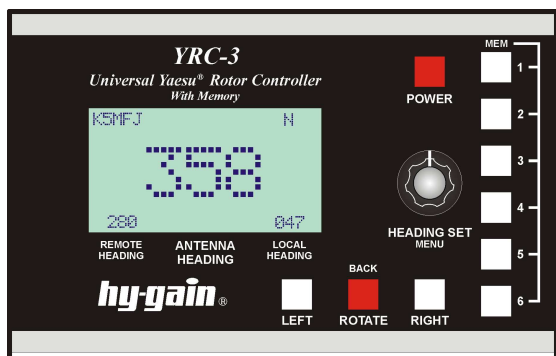 YRC-3
Universal Yaesu® Rotor Controller
With Memory
K5MFJ N
358
280 047
REMOTE HEADING
ANTENNA HEADING
LOCAL HEADING
hy-gain®
LEFT
BACK
ROTATE
RIGHT
POWER
HEADING SET
MENU
MEM
1
2
3
4
5
6